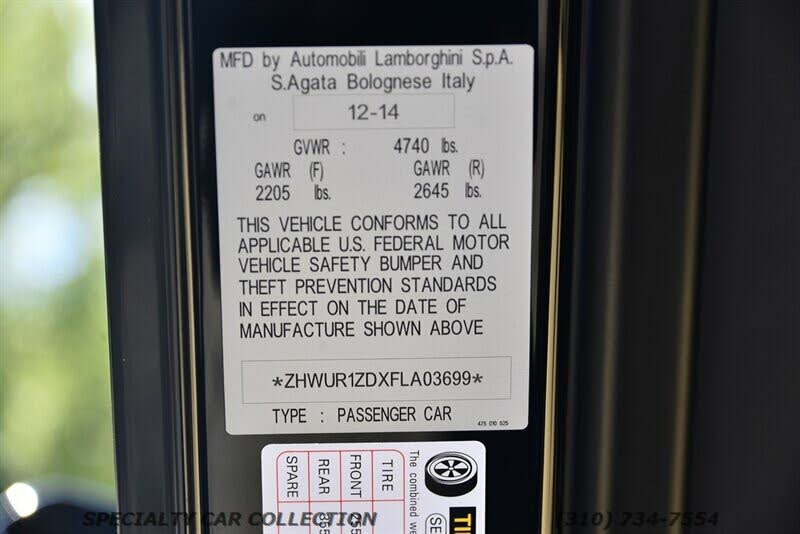 MFD by Automobili Lamborghini S.p.A.
S.Agata Bolognese Italy
on 12-14
GVWR : 4740 lbs.
GAWR (F) GAWR (R)
2205 lbs. 2645 lbs.
THIS VEHICLE CONFORMS TO ALL
APPLICABLE U.S. FEDERAL MOTOR
VEHICLE SAFETY BUMPER AND
THEFT PREVENTION STANDARDS
IN EFFECT ON THE DATE OF
MANUFACTURE SHOWN ABOVE
*ZHWUR1ZDXFLA03699*
TYPE : PASSENGER CAR
475 010 525
The combined we
TIRE
FRONT
REAR
SPARE
SPECIALTY CAR COLLECTION (310) 734-7554